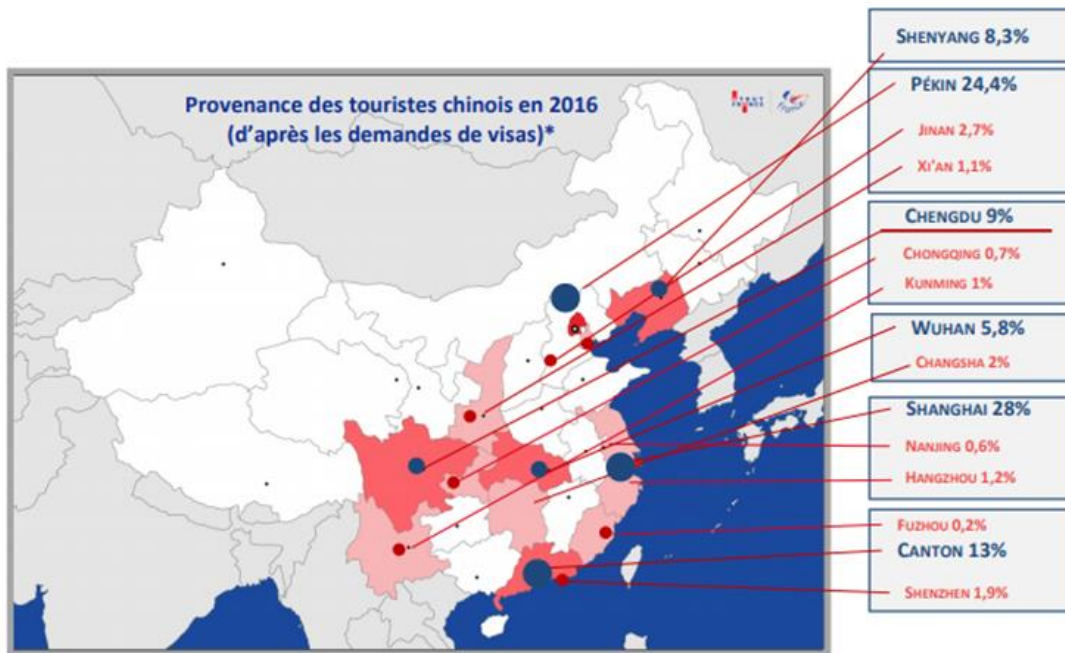 Provenance des touristes chinois en 2016
(d'après les demandes de visas)*
SHENYANG 8,3%
PÉKIN 24,4%
JINAN 2,7%
XI'AN 1,1%
CHENGDU 9%
CHONGQING 0,7%
KUNMING 1%
WUHAN 5,8%
CHANGSHA 2%
SHANGHAI 28%
NANJING 0,6%
HANGZHOU 1,2%
FUZHOU 0,2%
CANTON 13%
SHENZHEN 1,9%